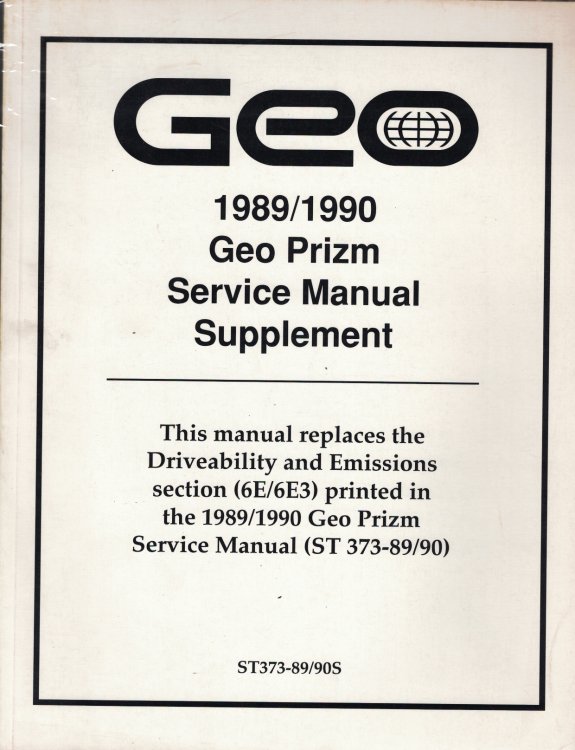 Geo
1989/1990
Geo Prizm
Service Manual
Supplement
This manual replaces the
Driveability and Emissions
section (6E/6E3) printed in
the 1989/1990 Geo Prizm
Service Manual (ST 373-89/90)
ST373-89/90S